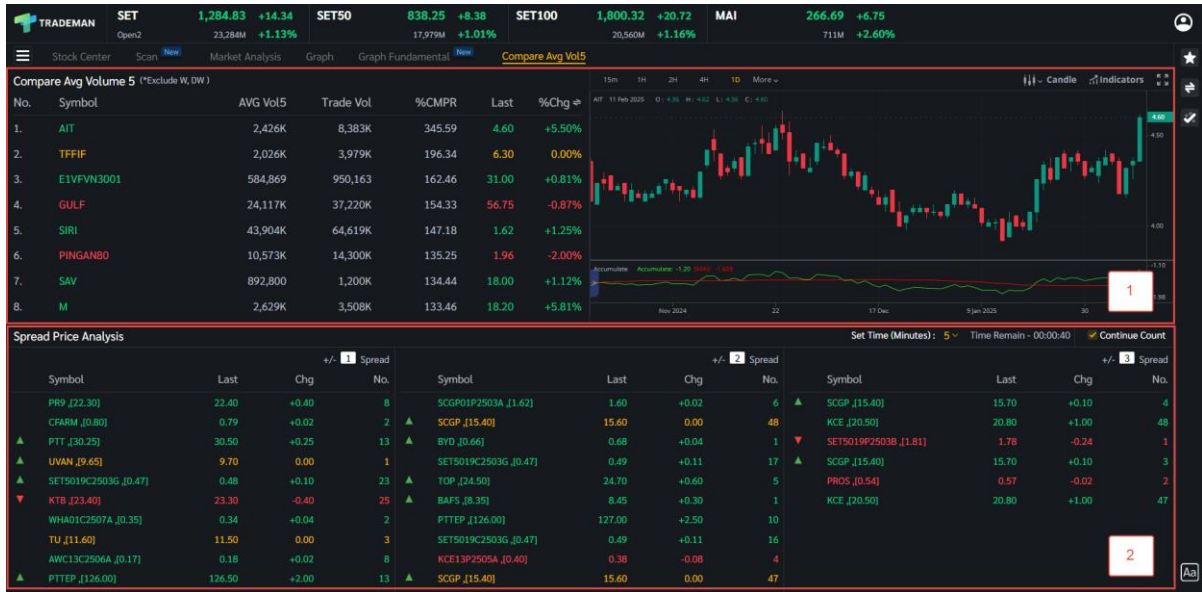 TRADEMAN SET 1,284.83 +14.34 SET50 838.25 +8.38 SET100 1,800.32 +20.72 MAI 266.69 +6.75
Open2 23,284M +1.13% 17,979M +1.01% 20,560M +1.16% 711M +2.60%
Stock Center Scan New Market Analysis Graph Graph Fundamental New Compare Avg Vol5
Compare Avg Volume 5 (*Exclude W, DW )
No. Symbol AVG Vol5 Trade Vol %CMPR Last %Chg
1. AIT 2,426K 8,383K 345.59 4.60 +5.50%
2. TFFIF 2,026K 3,979K 196.34 6.30 0.00%
3. E1VFVN3001 584,869 950,163 162.46 31.00 +0.81%
4. GULF 24,117K 37,220K 154.33 56.75 -0.87%
5. SIRI 43,904K 64,619K 147.18 1.62 +1.25%
6. PINGAN80 10,573K 14,300K 135.25 1.96 -2.00%
7. SAV 892,800 1,200K 134.44 18.00 +1.12%
8. M 2,629K 3,508K 133.46 18.20 +5.81%
15m 1H 2H 4H 1D More Candle Indicators
AIT 11 Feb 2025 O: 4.36 H: 4.62 L: 4.36 C: 4.60
4.60
4.50
4.00
Accumulate Accumulate: -1.20
-1.10
1
Nov 2024 22 17 Dec 9 Jan 2025 30
Spread Price Analysis Set Time (Minutes) : 5 Time Remain - 00:00:40 Continue Count
+/- 1 Spread
Symbol Last Chg No.
PR9 ,[22.30] 22.40 +0.40 8
CFARM ,[0.80] 0.79 +0.02 2
PTT ,[30.25] 30.50 +0.25 13
UVAN ,[9.65] 9.70 0.00 1
SET5019C2503G ,[0.47] 0.48 +0.10 23
KTB ,[23.40] 23.30 -0.40 25
WHA01C2507A ,[0.35] 0.34 +0.04 2
TU ,[11.60] 11.50 0.00 3
AWC13C2506A ,[0.17] 0.18 +0.02 8
PTTEP ,[126.00] 126.50 +2.00 13
+/- 2 Spread
Symbol Last Chg No.
SCGP01P2503A ,[1.62] 1.60 +0.02 6
SCGP ,[15.40] 15.60 0.00 48
BYD ,[0.66] 0.68 +0.04 1
SET5019C2503G ,[0.47] 0.49 +0.11 17
TOP ,[24.50] 24.70 +0.60 5
BAFS ,[8.35] 8.45 +0.30 1
PTTEP ,[126.00] 127.00 +2.50 10
SET5019C2503G ,[0.47] 0.49 +0.11 16
KCE13P2505A ,[0.40] 0.38 -0.08 4
SCGP ,[15.40] 15.60 0.00 47
+/- 3 Spread
Symbol Last Chg No.
SCGP ,[15.40] 15.70 +0.10 4
KCE ,[20.50] 20.80 +1.00 48
SET5019P2503B ,[1.81] 1.78 -0.24 1
SCGP ,[15.40] 15.70 +0.10 3
PROS ,[0.54] 0.57 -0.02 2
KCE ,[20.50] 20.80 +1.00 47
2
Aa